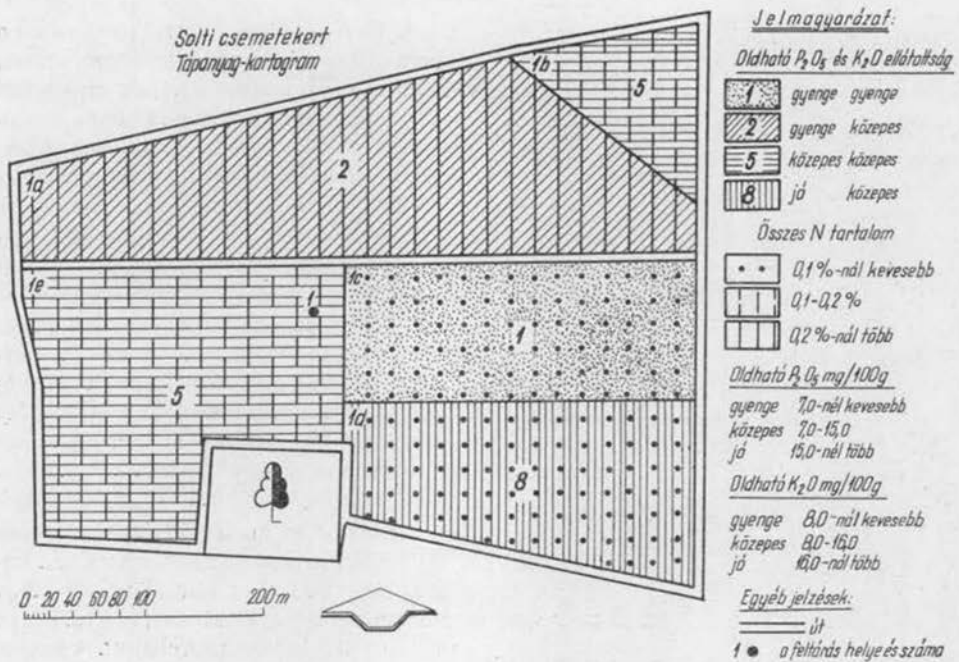 Solti csemetekert
Tápanyag-kartogram
1a
2
1b
5
1e
1
5
1c
1
1d
8
0 20 40 60 80 100 200 m
Jelmagyarázat:
Oldható P₂O₅ és K₂O ellátottság
1 gyenge gyenge
2 gyenge közepes
5 közepes közepes
8 jó közepes
Összes N tartalom
0,1%-nál kevesebb
0,1-0,2%
0,2%-nál több
Oldható P₂O₅ mg/100g
gyenge 7,0-nél kevesebb
közepes 7,0-15,0
jó 15,0-nél több
Oldható K₂O mg/100g
gyenge 8,0-nál kevesebb
közepes 8,0-16,0
jó 16,0-nál több
Egyéb jelzések:
út
1 a feltárás helye és száma